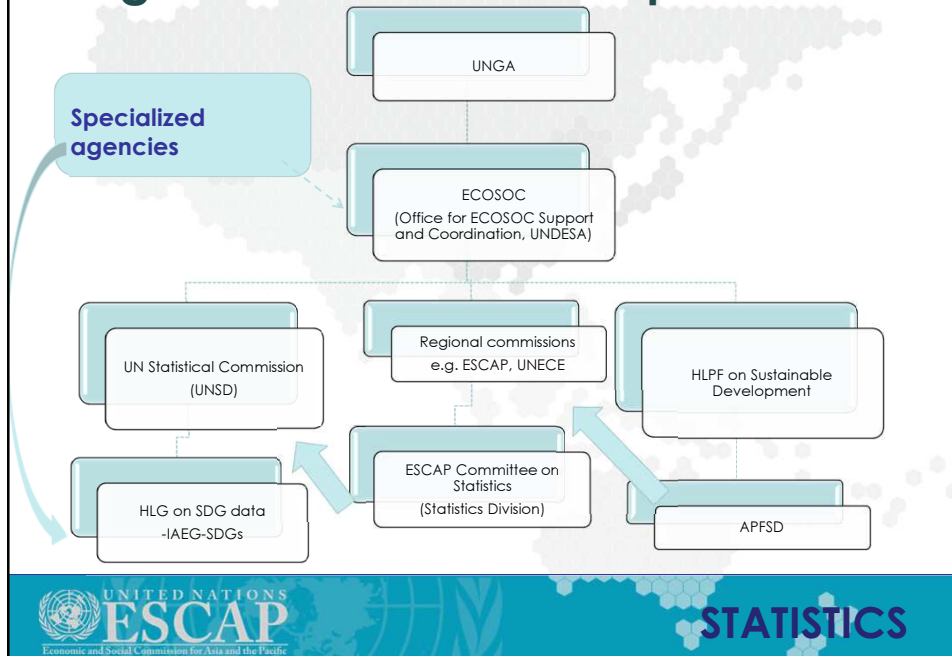 UNGA
Specialized
agencies
ECOSOC
(Office for ECOSOC Support
and Coordination, UNDESA)
UN Statistical Commission
(UNSD)
Regional commissions
e.g. ESCAP, UNECE
HLPF on Sustainable
Development
HLG on SDG data
-IAEG-SDGs
ESCAP Committee on
Statistics
(Statistics Division)
APFSD
UNITED NATIONS
ESCAP
Economic and Social Commission for Asia and the Pacific
STATISTICS